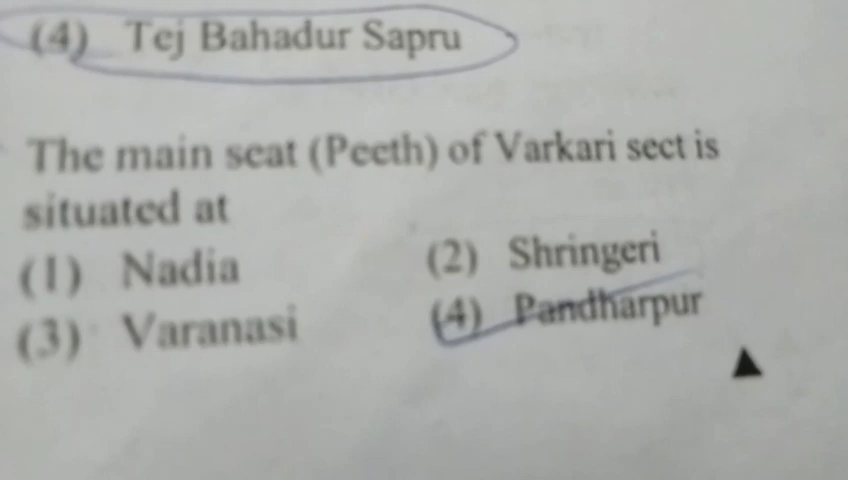 (4) Tej Bahadur Sapru
The main seat (Peeth) of Varkari sect is
situated at
(1) Nadia (2) Shringeri
(3) Varanasi (4) Pandharpur